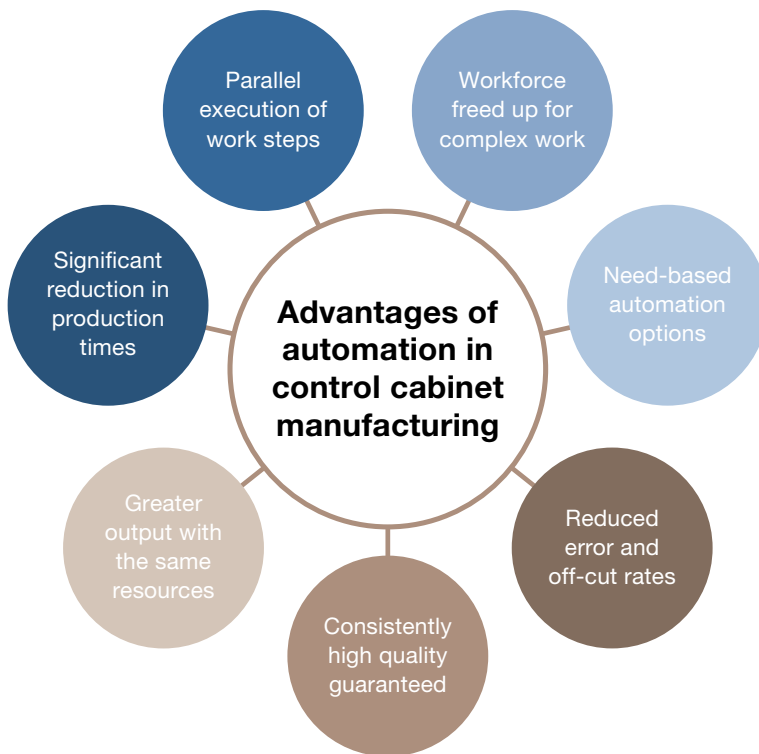 Parallel
execution of
work steps
Workforce
freed up for
complex work
Significant
reduction in
production
times
Advantages of
automation in
control cabinet
manufacturing
Need-based
automation
options
Greater
output with
the same
resources
Reduced
error and
off-cut rates
Consistently
high quality
guaranteed